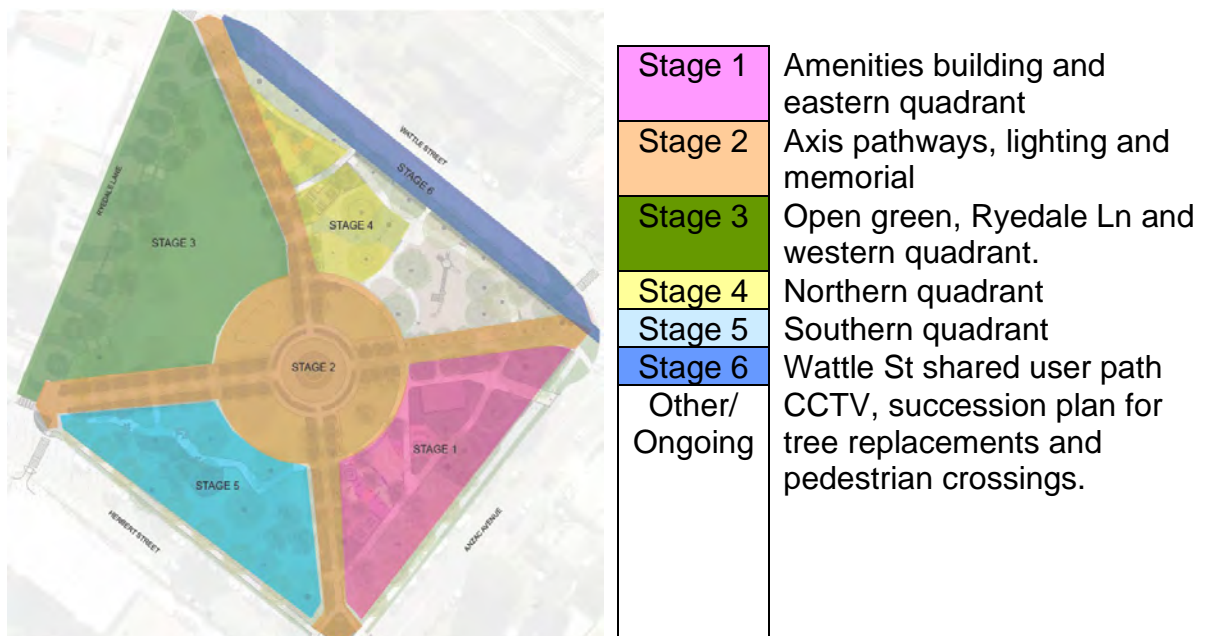 WATTLE STREET
STAGE 6
RYEDALE LANE
STAGE 4
STAGE 3
STAGE 2
STAGE 1
STAGE 5
HENBERT STREET
ANZAC AVENUE
Stage 1 Amenities building and
eastern quadrant
Stage 2 Axis pathways, lighting and
memorial
Stage 3 Open green, Ryedale Ln and
western quadrant.
Stage 4 Northern quadrant
Stage 5 Southern quadrant
Stage 6 Wattle St shared user path
Other/ CCTV, succession plan for
Ongoing tree replacements and
pedestrian crossings.